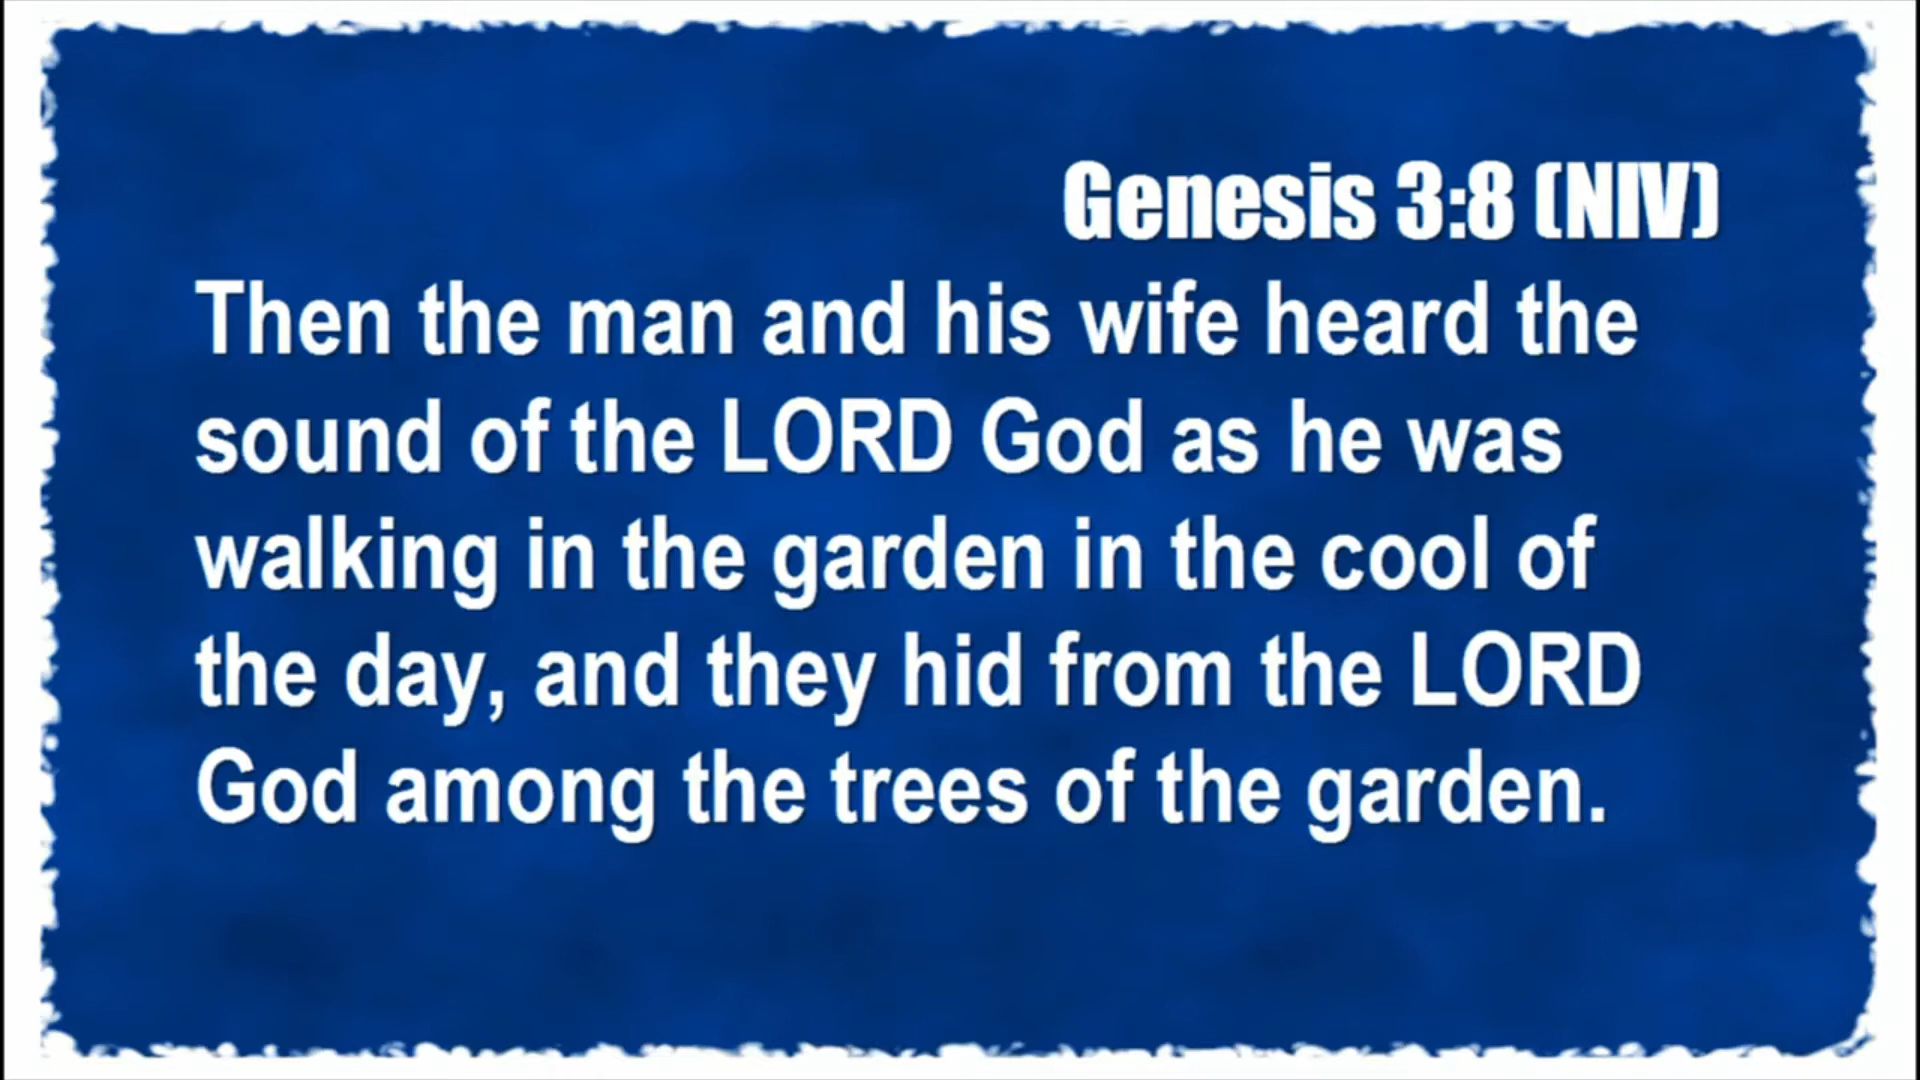 Genesis 3:8 (NIV)
Then the man and his wife heard the
sound of the LORD God as he was
walking in the garden in the cool of
the day, and they hid from the LORD
God among the trees of the garden.